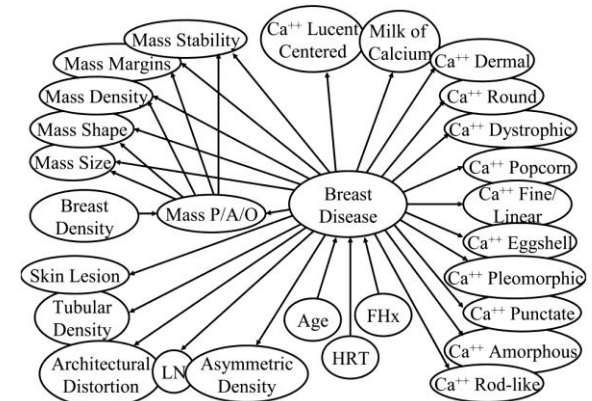 Mass Stability
Mass Margins
Mass Density
Mass Shape
Mass Size
Breast
Density
Mass P/A/O
Skin Lesion
Tubular
Density
Architectural
Distortion
LN
Asymmetric
Density
Ca++ Lucent
Centered
Milk of
Calcium
Breast
Disease
Age
HRT
FHx
Ca++ Dermal
Ca++ Round
Ca++ Dystrophic
Ca++ Popcorn
Ca++ Fine/
Linear
Ca++ Eggshell
Ca++ Pleomorphic
Ca++ Punctate
Ca++ Amorphous
Ca++ Rod-like